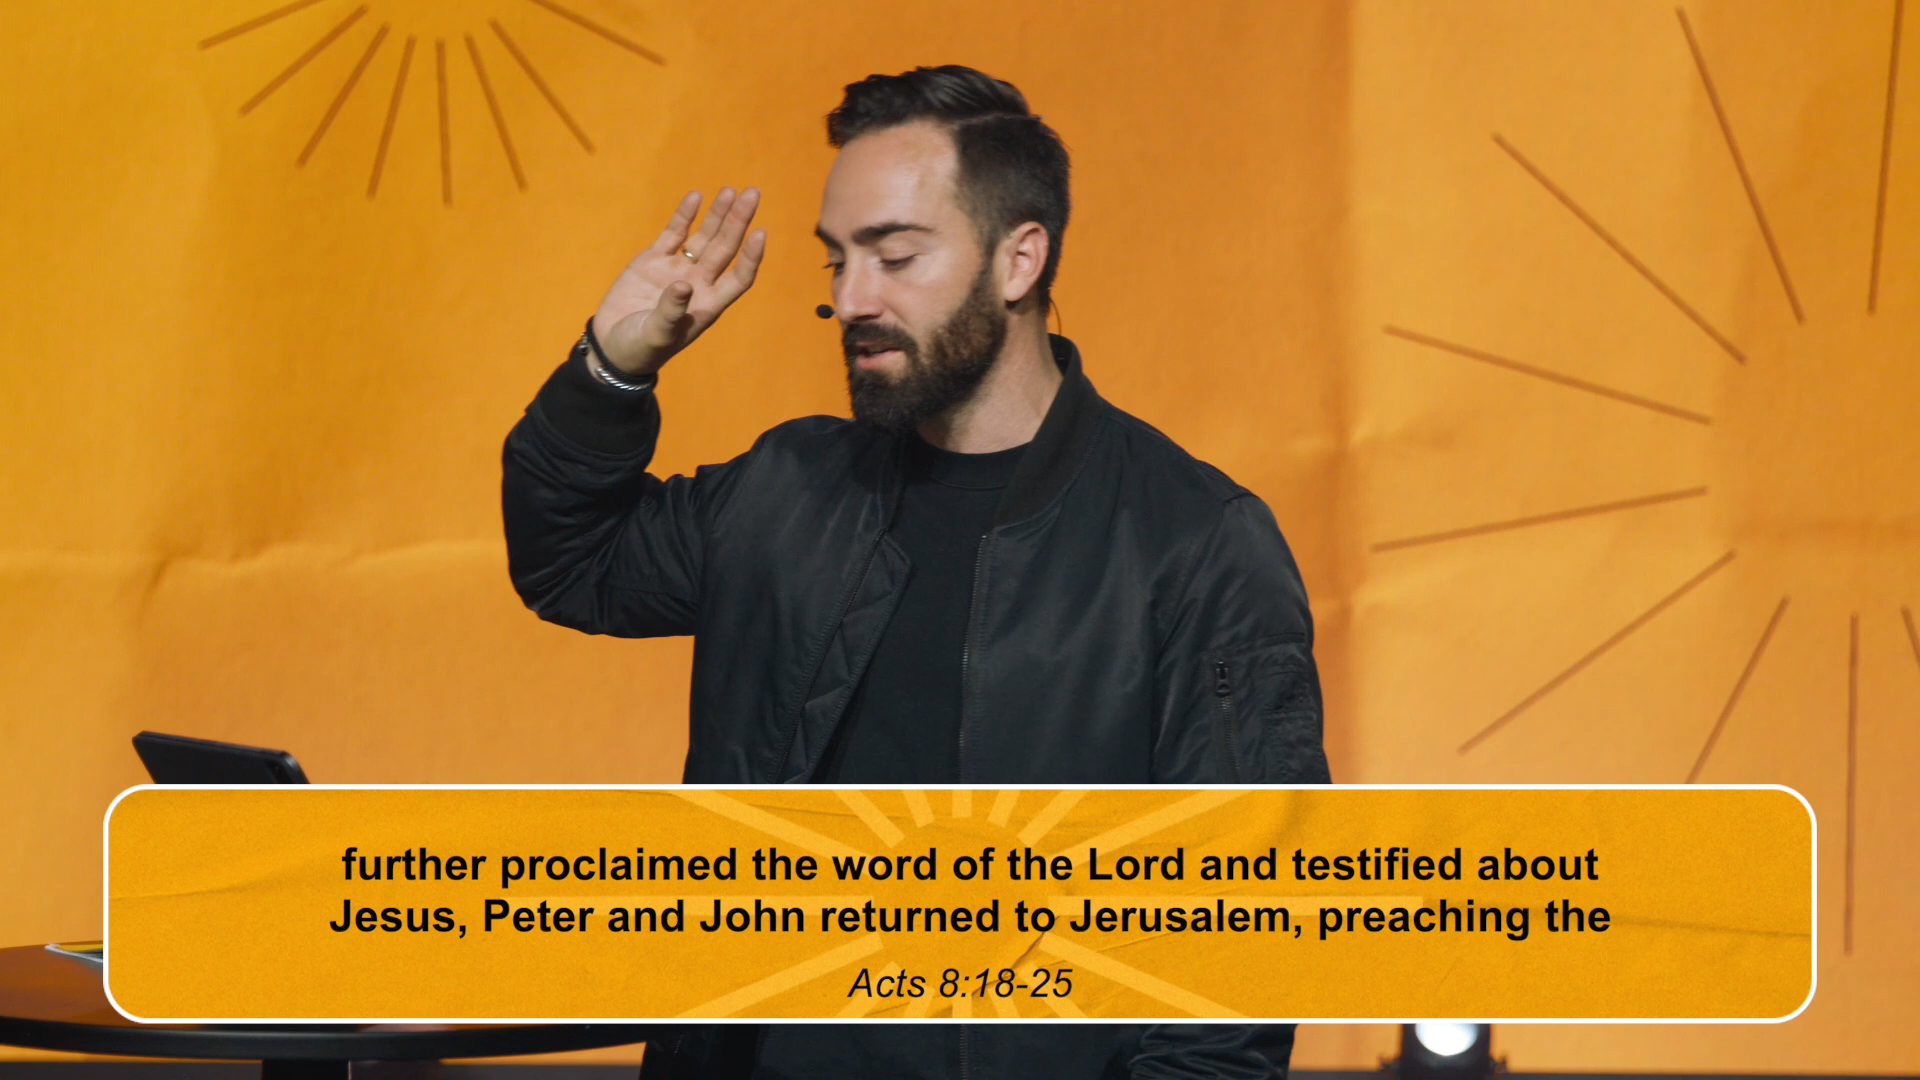 further proclaimed the word of the Lord and testified about
Jesus, Peter and John returned to Jerusalem, preaching the
Acts 8:18-25